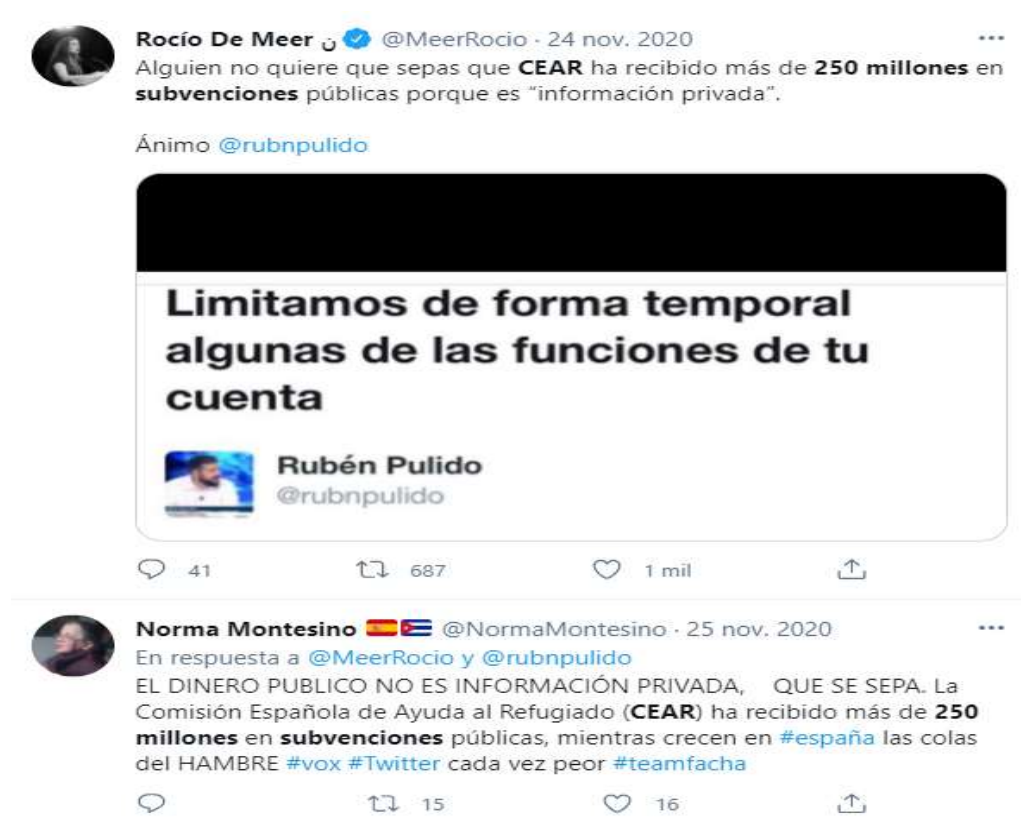 Rocío De Meer ن @MeerRocio · 24 nov. 2020
Alguien no quiere que sepas que CEAR ha recibido más de 250 millones en
subvenciones públicas porque es “información privada”.
Ánimo @rubnpulido
Limitamos de forma temporal
algunas de las funciones de tu
cuenta
Rubén Pulido
@rubnpulido
41 687 1 mil
Norma Montesino 🇪🇸🇨🇺 @NormaMontesino · 25 nov. 2020
En respuesta a @MeerRocio y @rubnpulido
EL DINERO PUBLICO NO ES INFORMACIÓN PRIVADA, QUE SE SEPA. La
Comisión Española de Ayuda al Refugiado (CEAR) ha recibido más de 250
millones en subvenciones públicas, mientras crecen en #españa las colas
del HAMBRE #vox #Twitter cada vez peor #teamfacha
15 16